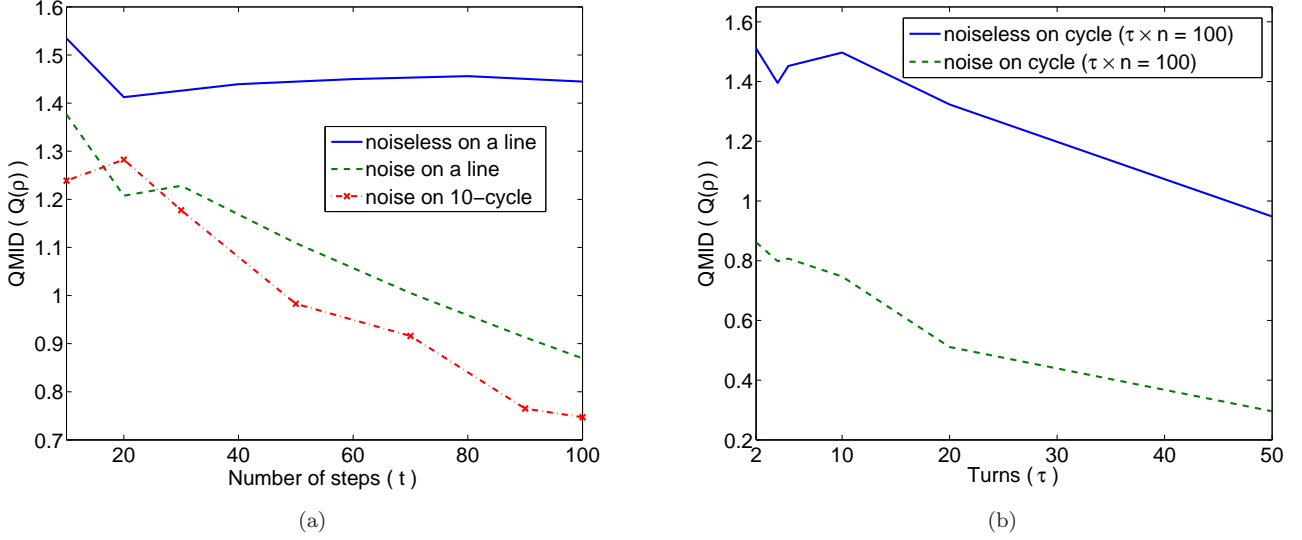 1.6
1.5
1.4
1.3
1.2
1.1
1
0.9
0.8
0.7
QMID ( Q(ρ) )
20 40 60 80 100
Number of steps ( t )
noiseless on a line
noise on a line
noise on 10−cycle
(a)
1.6
1.4
1.2
1
0.8
0.6
0.4
0.2
QMID ( Q(ρ) )
2 10 20 30 40 50
Turns ( τ )
noiseless on cycle ( τ × n = 100 )
noise on cycle ( τ × n = 100 )
(b)